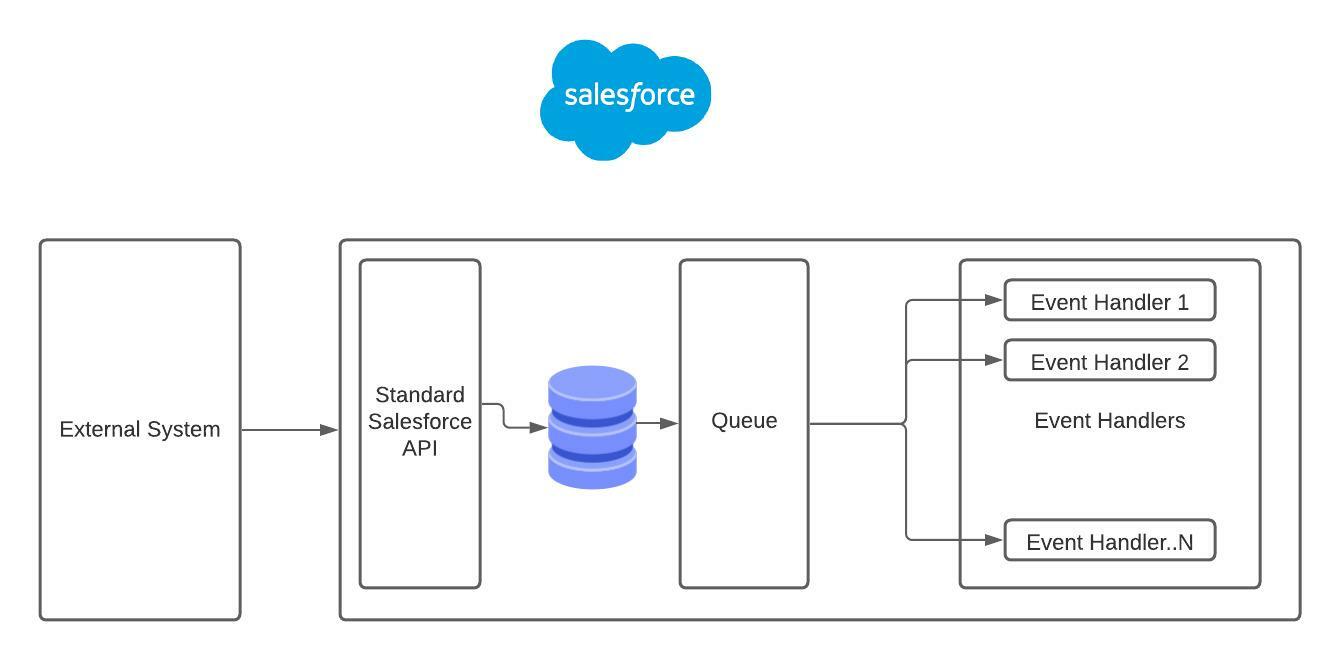 salesforce
External System
Standard
Salesforce
API
Queue
Event Handler 1
Event Handler 2
Event Handlers
Event Handler..N